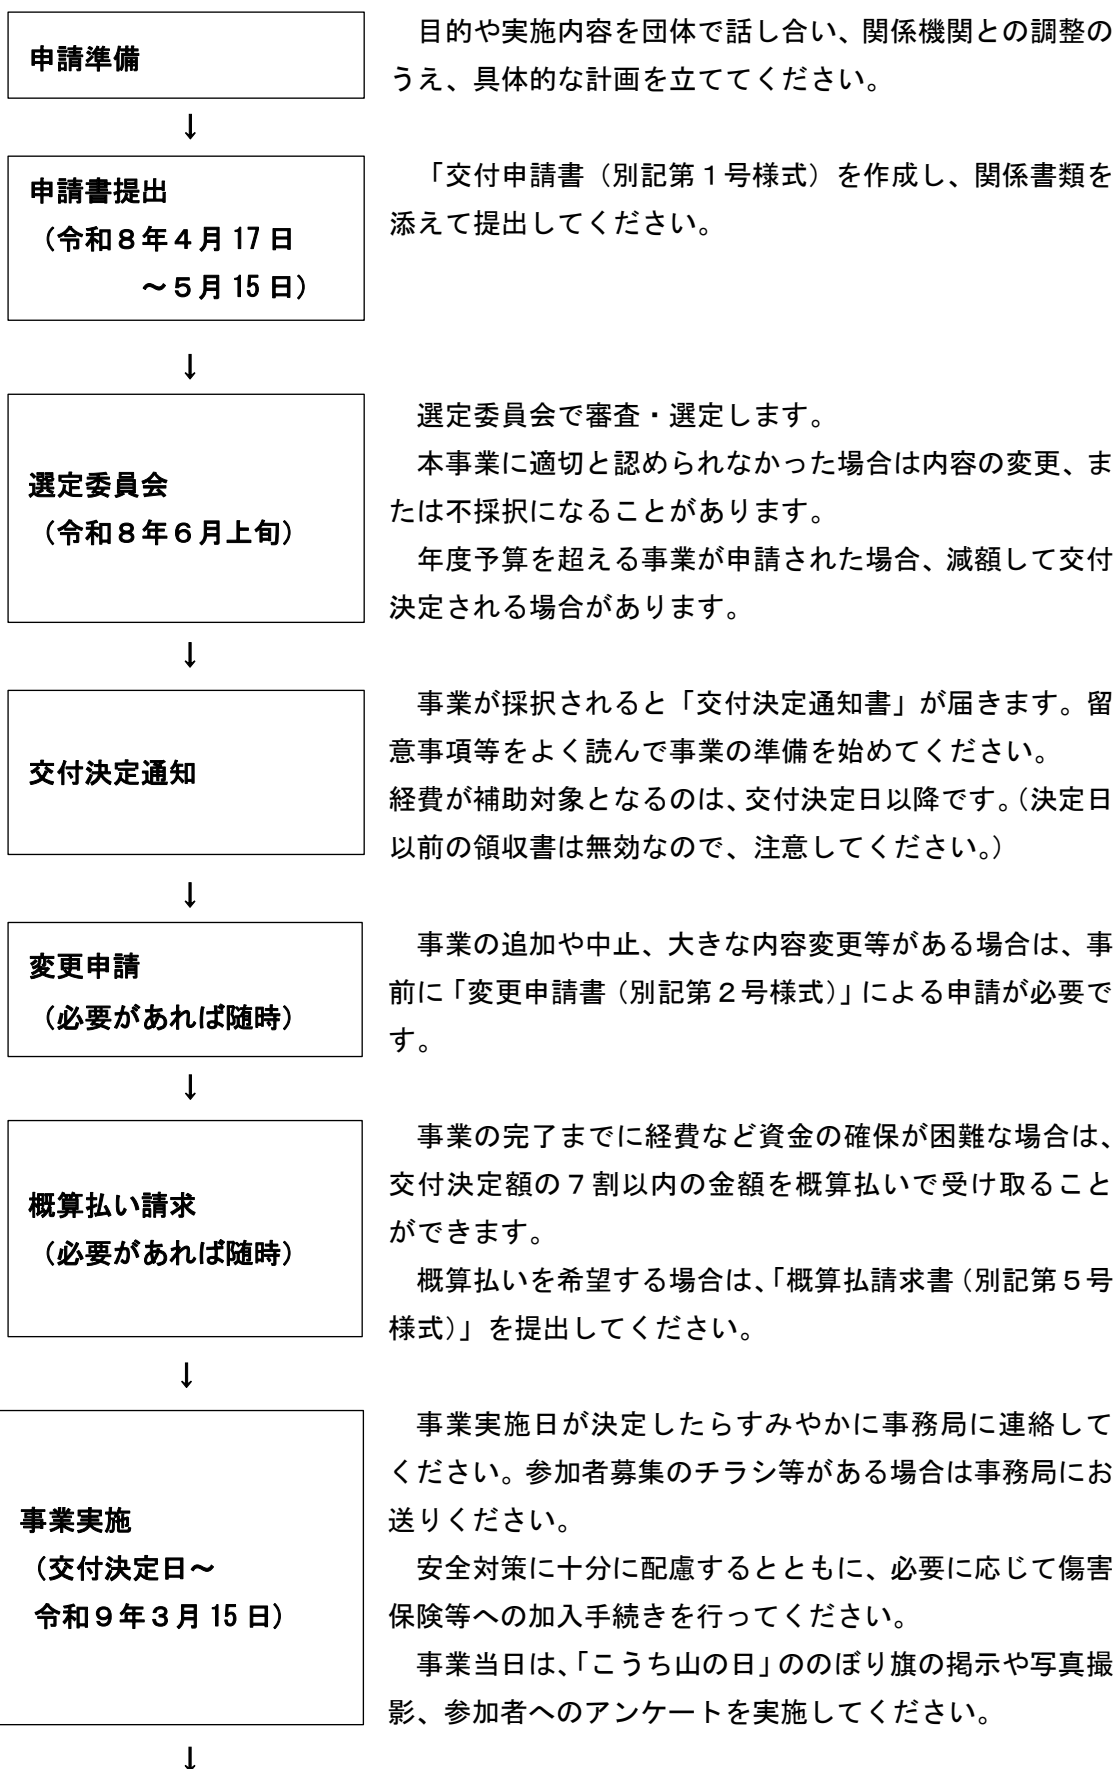 申請準備
目的や実施内容を団体で話し合い、関係機関との調整の
うえ、具体的な計画を立ててください。
↓
申請書提出
（令和８年４月17日
～５月15日）
「交付申請書（別記第１号様式）を作成し、関係書類を
添えて提出してください。
↓
選定委員会
（令和８年６月上旬）
選定委員会で審査・選定します。
本事業に適切と認められなかった場合は内容の変更、ま
たは不採択になることがあります。
年度予算を超える事業が申請された場合、減額して交付
決定される場合があります。
↓
交付決定通知
事業が採択されると「交付決定通知書」が届きます。留
意事項等をよく読んで事業の準備を始めてください。
経費が補助対象となるのは、交付決定日以降です。（決定日
以前の領収書は無効なので、注意してください。）
↓
変更申請
（必要があれば随時）
事業の追加や中止、大きな内容変更等がある場合は、事
前に「変更申請書（別記第２号様式）」による申請が必要で
す。
↓
概算払い請求
（必要があれば随時）
事業の完了までに経費など資金の確保が困難な場合は、
交付決定額の７割以内の金額を概算払いで受け取ること
ができます。
概算払いを希望する場合は、「概算払請求書（別記第５号
様式）」を提出してください。
↓
事業実施
（交付決定日～
令和９年３月15日）
事業実施日が決定したらすみやかに事務局に連絡して
ください。参加者募集のチラシ等がある場合は事務局にお
送りください。
安全対策に十分に配慮するとともに、必要に応じて傷害
保険等への加入手続きを行ってください。
事業当日は、「こうち山の日」ののぼり旗の掲示や写真撮
影、参加者へのアンケートを実施してください。
↓